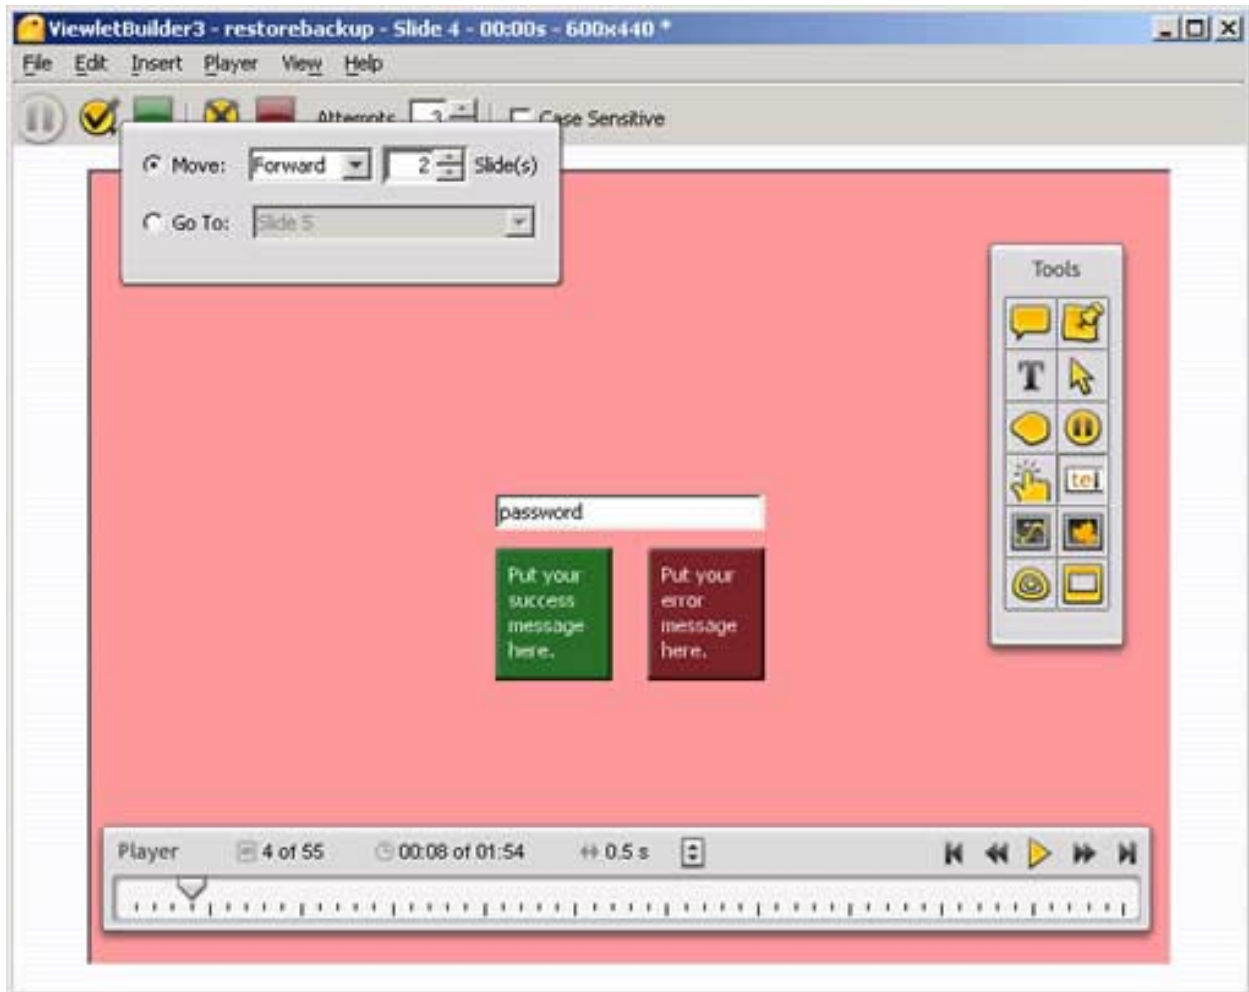 ViewletBuilder3 - restorebackup - Slide 4 - 00:00s - 600x440 *
File Edit Insert Player View Help
Attempts 3 Case Sensitive
Move: Forward 2 Slide(s)
Go To: Slide 5
Tools
T
te
password
Put your
success
message
here.
Put your
error
message
here.
Player 4 of 55 00:08 of 01:54 0.5 s